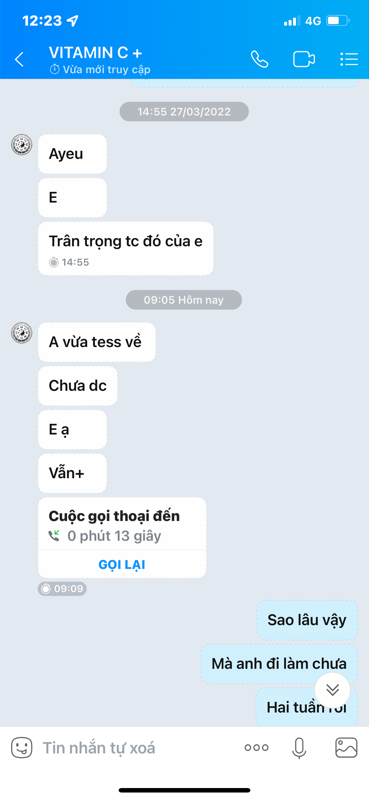 12:23
4G
VITAMIN C +
Vừa mới truy cập
14:55 27/03/2022
Ayeu
E
Trân trọng tc đó của e
14:55
09:05 Hôm nay
A vừa tess về
Chưa dc
E ạ
Vẫn+
Cuộc gọi thoại đến
0 phút 13 giây
GỌI LẠI
09:09
Sao lâu vậy
Mà anh đi làm chưa
Hai tuần rồi
Tin nhắn tự xoá